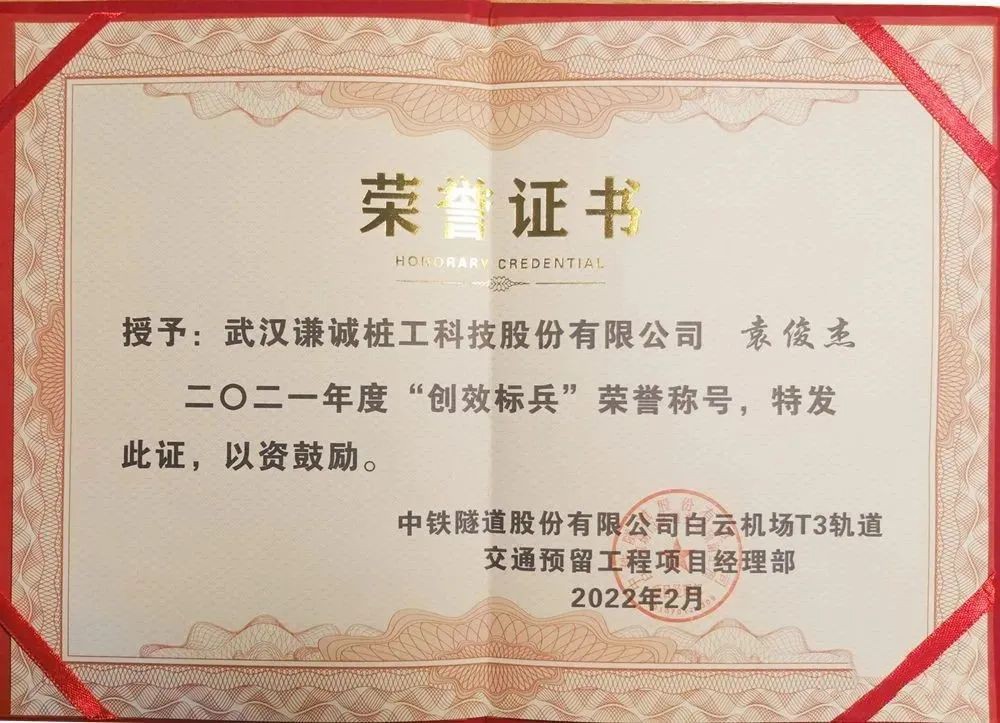 荣誉证书
HONORARY CREDENTIAL
授予：武汉谦诚桩工科技股份有限公司 袁俊杰
二〇二一年度“创效标兵”荣誉称号，特发
此证，以资鼓励。
中铁隧道股份有限公司白云机场T3轨道
交通预留工程项目经理部
2022年2月